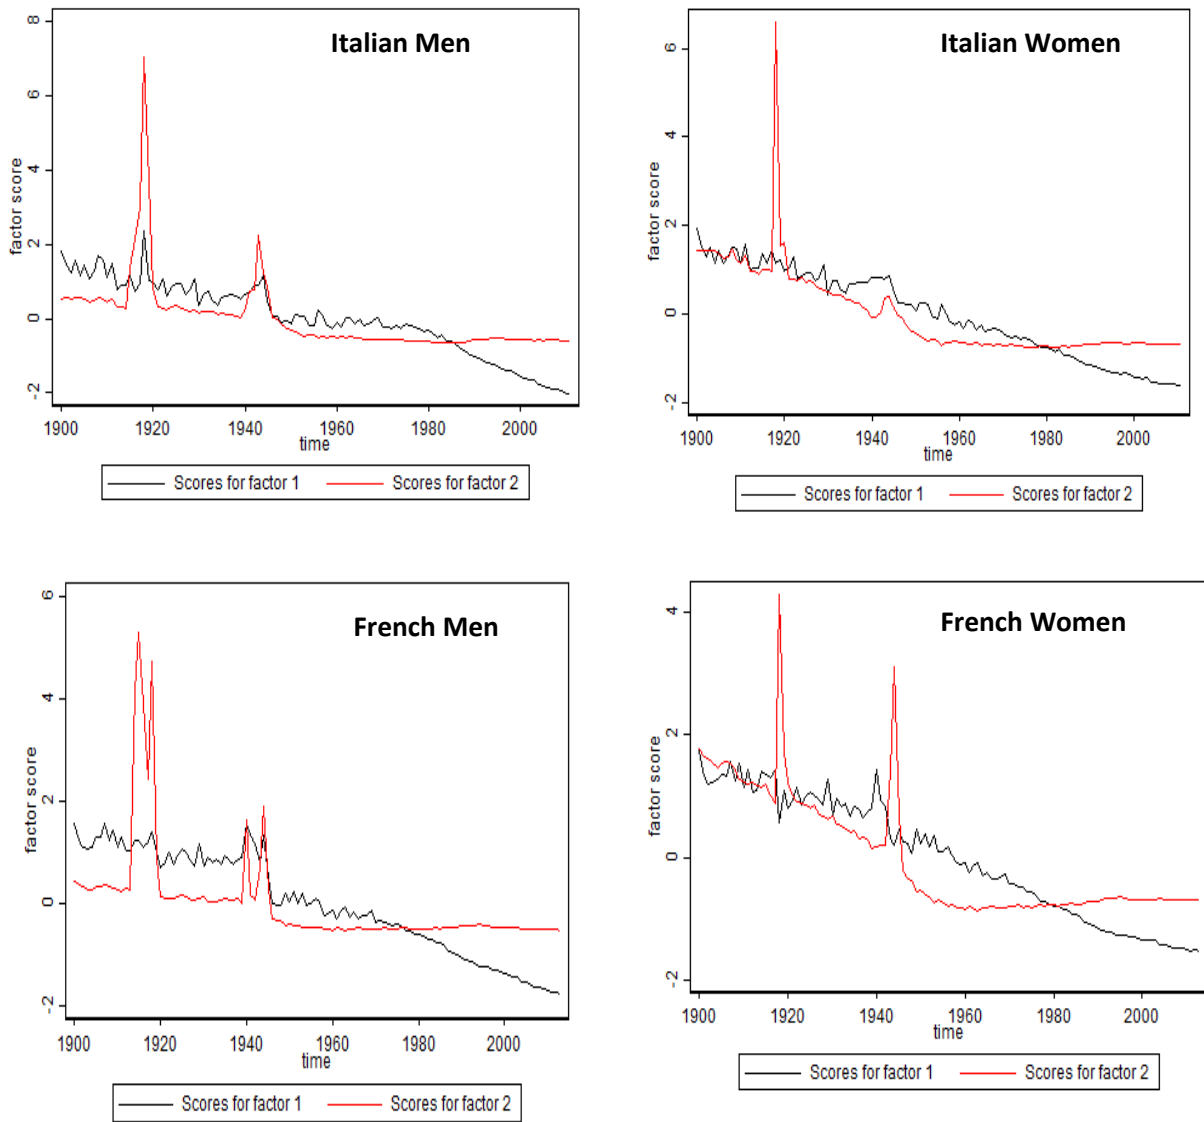 Italian Men
8
6
4
2
0
-2
factor score
1900 1920 1940 1960 1980 2000
time
Scores for factor 1 Scores for factor 2
Italian Women
6
4
2
0
-2
factor score
1900 1920 1940 1960 1980 2000
time
Scores for factor 1 Scores for factor 2
French Men
6
4
2
0
-2
factor score
1900 1920 1940 1960 1980 2000
time
Scores for factor 1 Scores for factor 2
French Women
4
2
0
-2
factor score
1900 1920 1940 1960 1980 2000
time
Scores for factor 1 Scores for factor 2